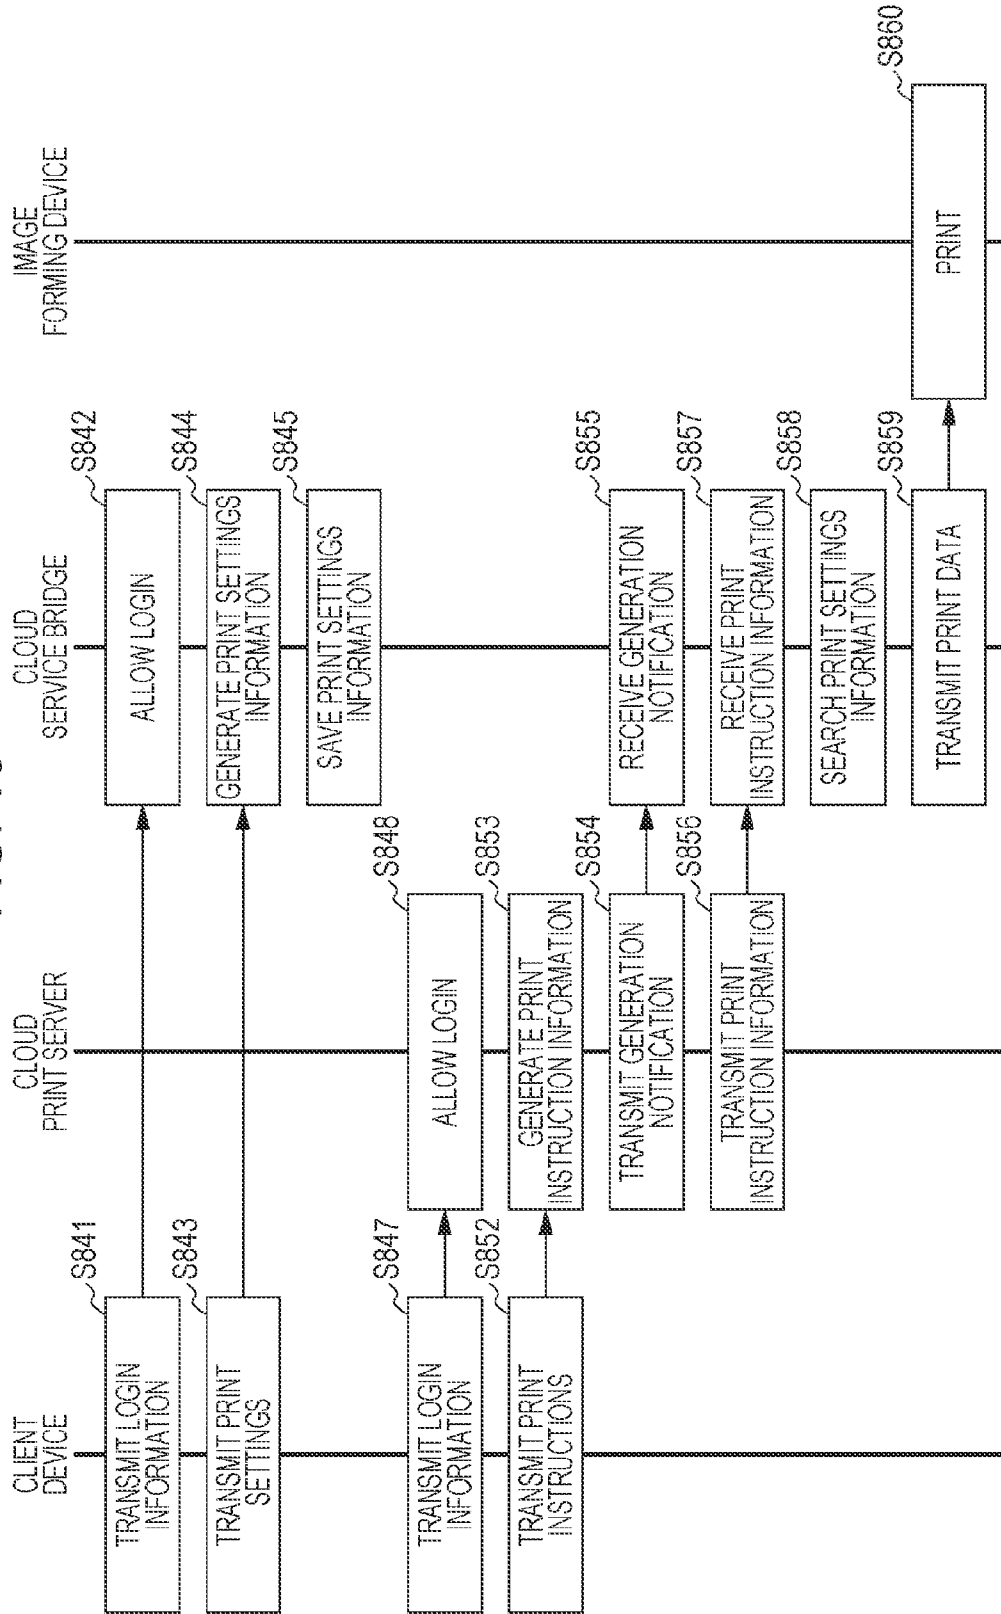 CLIENT
DEVICE
CLOUD
PRINT SERVER
CLOUD
SERVICE BRIDGE
IMAGE
FORMING DEVICE
S841
TRANSMIT LOGIN
INFORMATION
S842
ALLOW LOGIN
S843
TRANSMIT PRINT
SETTINGS
S844
GENERATE PRINT SETTINGS
INFORMATION
S845
SAVE PRINT SETTINGS
INFORMATION
S847
TRANSMIT LOGIN
INFORMATION
S848
ALLOW LOGIN
S852
TRANSMIT PRINT
INSTRUCTIONS
S853
GENERATE PRINT
INSTRUCTION INFORMATION
S854
TRANSMIT GENERATION
NOTIFICATION
S855
RECEIVE GENERATION
NOTIFICATION
S856
TRANSMIT PRINT
INSTRUCTION INFORMATION
S857
RECEIVE PRINT
INSTRUCTION INFORMATION
S858
SEARCH PRINT SETTINGS
INFORMATION
S859
TRANSMIT PRINT DATA
S860
PRINT